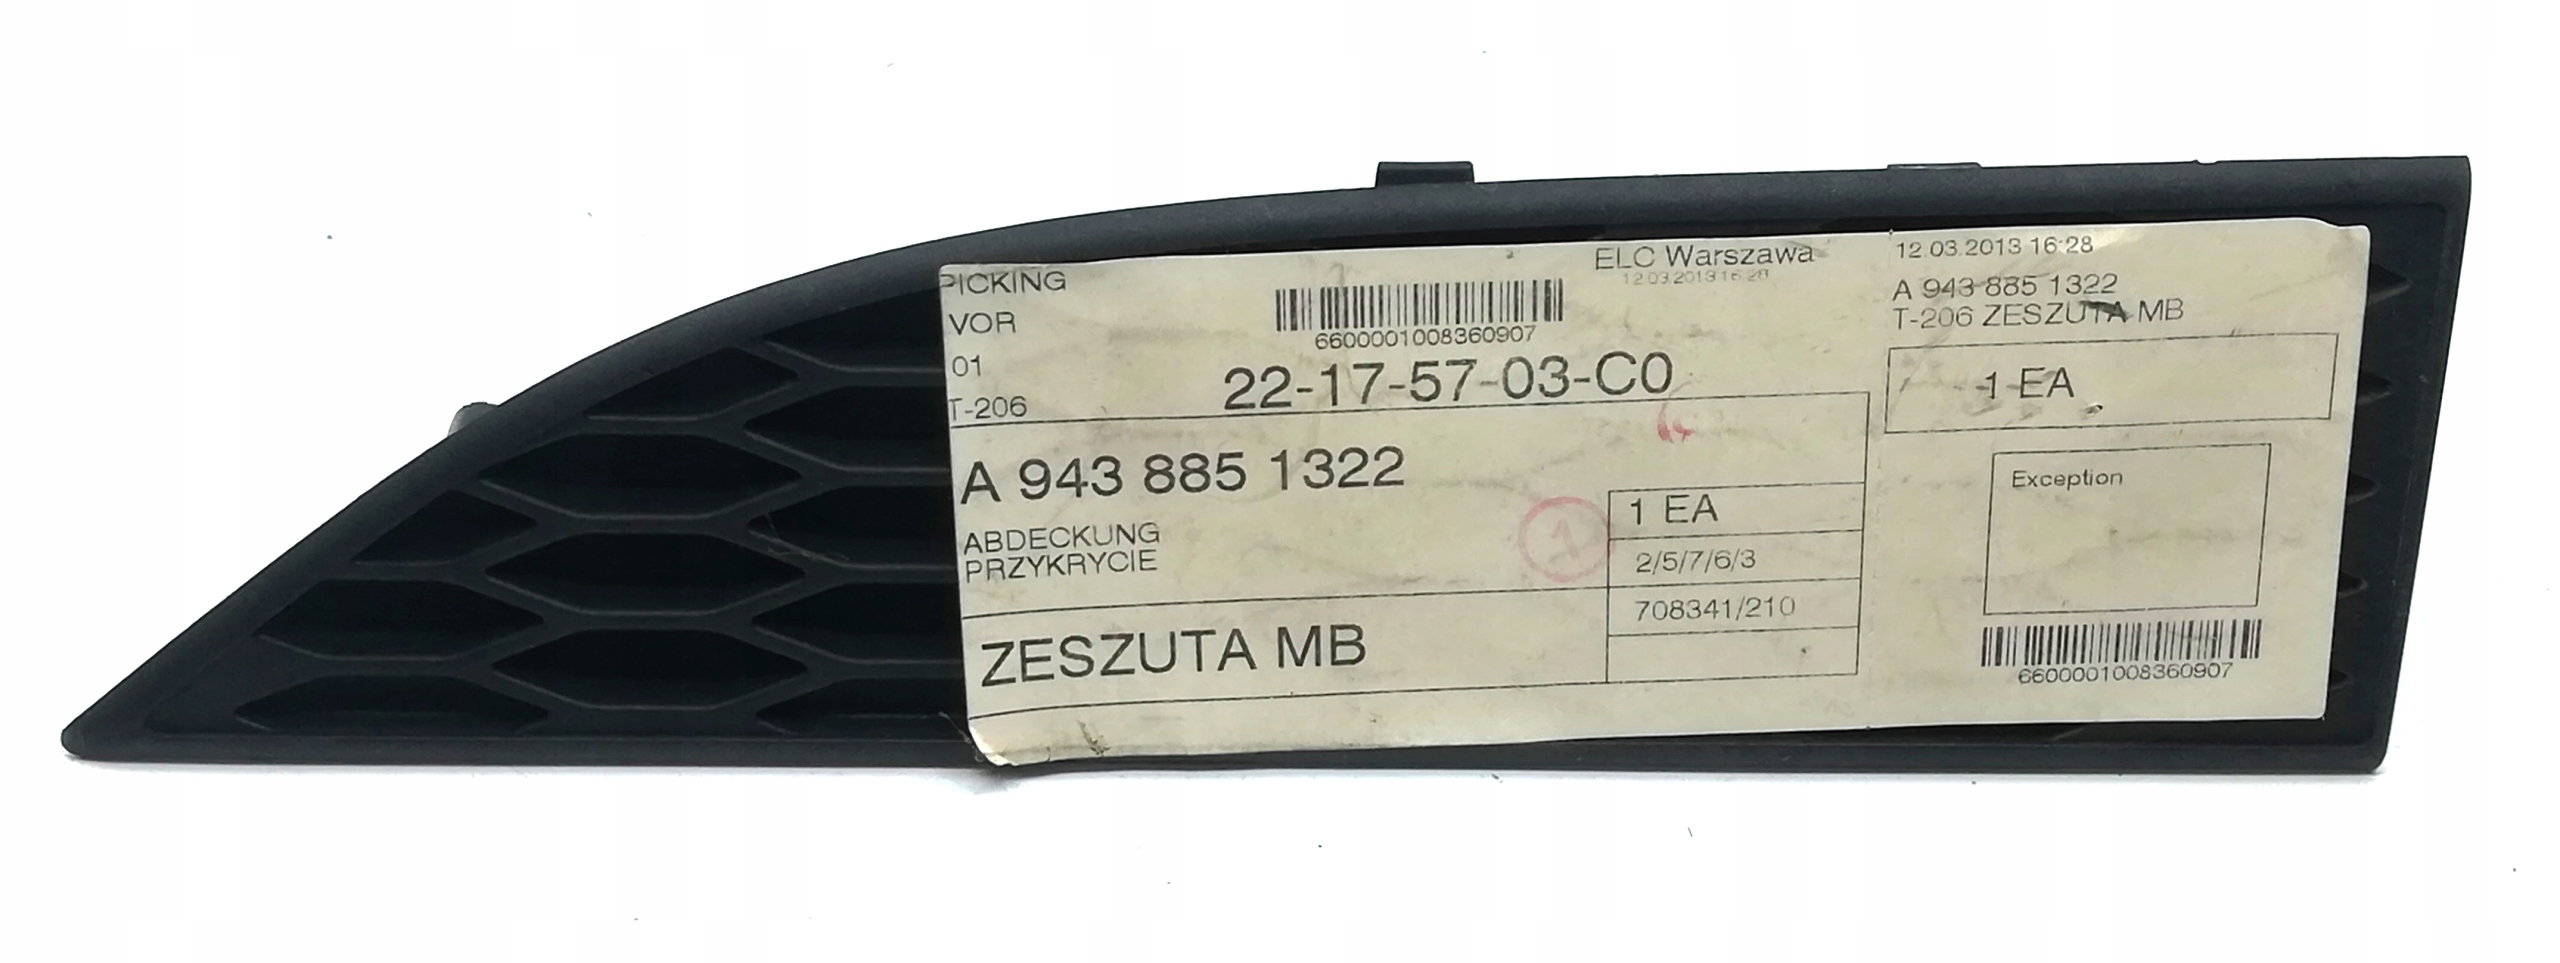 PICKING
VOR
01
T-206
6600001008360907
22-17-57-03-C0
ELC Warszawa
12.03.2013 16:28
A 943 885 1322
ABDECKUNG
PRZYKRYCIE
1
1 EA
2/5/7/6/3
708341/210
ZESZUTA MB
12.03.2013 16:28
A 943 885 1322
T-206 ZESZUTA MB
1 EA
Exception
6600001008360907